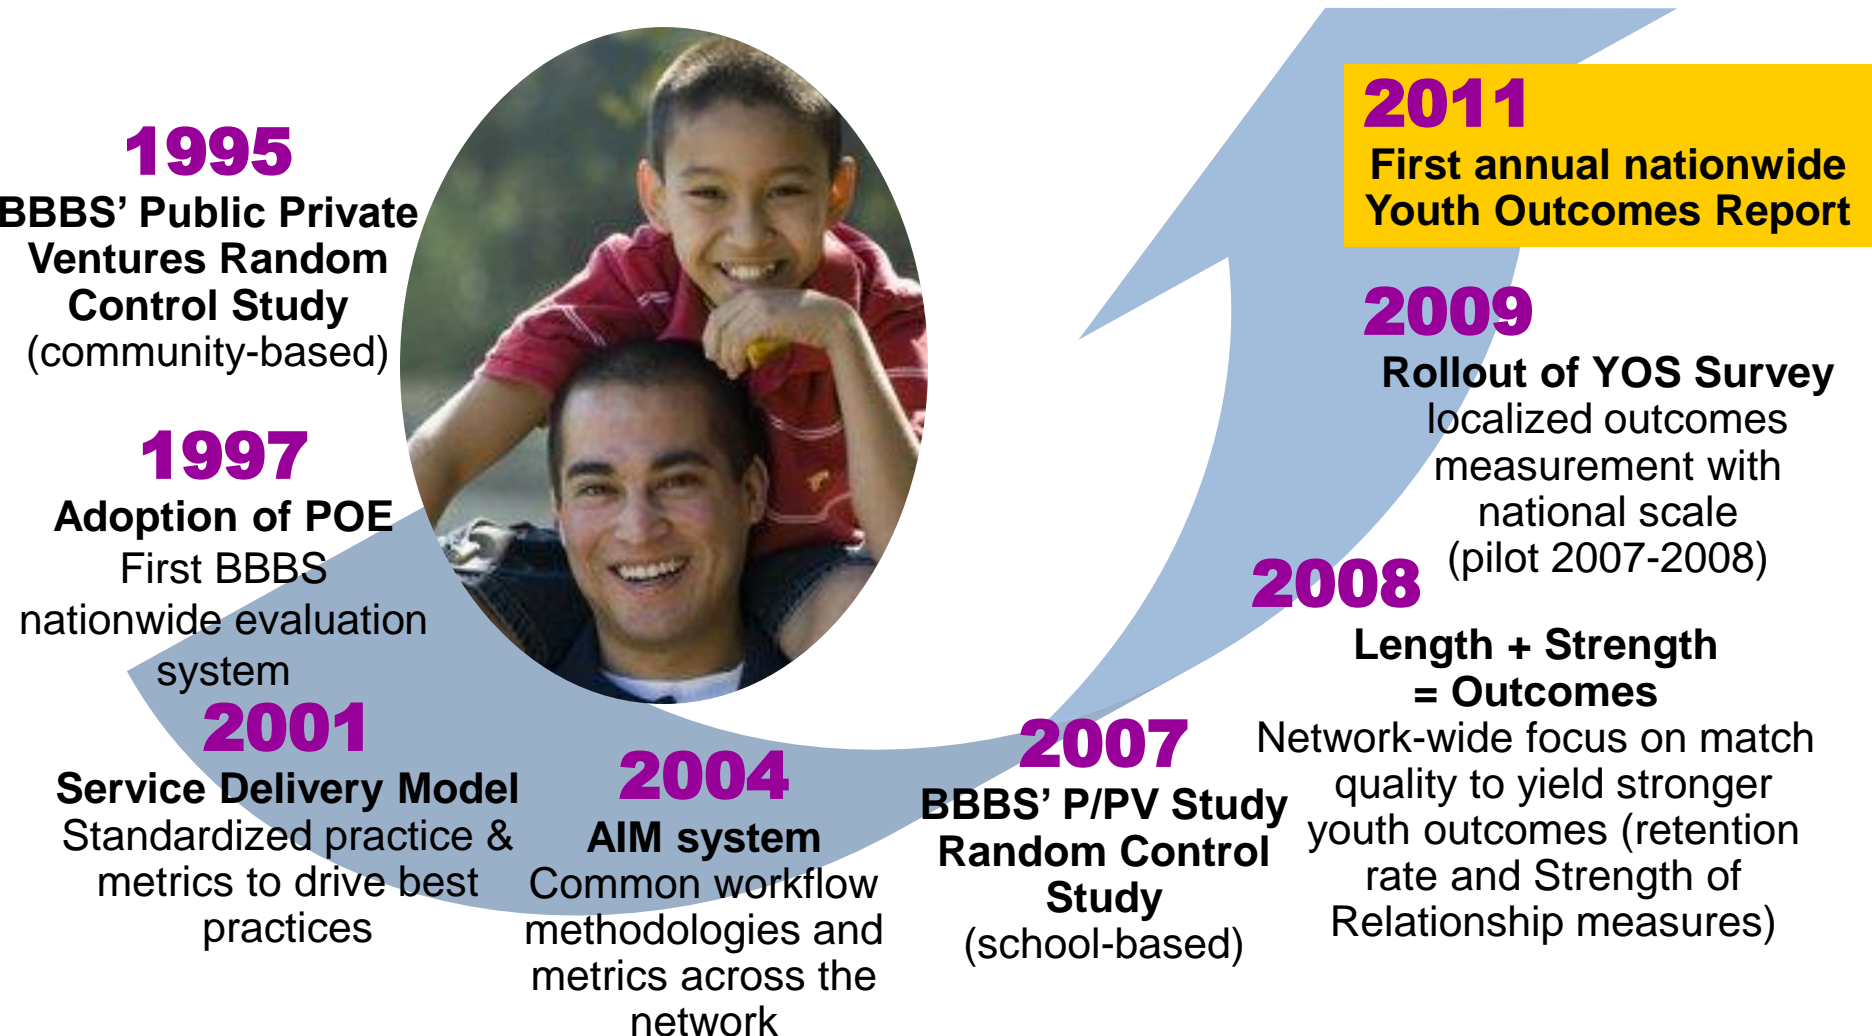 1995
BBBS’ Public Private
Ventures Random
Control Study
(community-based)
1997
Adoption of POE
First BBBS
nationwide evaluation
system
2001
Service Delivery Model
Standardized practice &
metrics to drive best
practices
2004
AIM system
Common workflow
methodologies and
metrics across the
network
2007
BBBS’ P/PV Study
Random Control
Study
(school-based)
2008
Length + Strength
= Outcomes
Network-wide focus on match
quality to yield stronger
youth outcomes (retention
rate and Strength of
Relationship measures)
2009
Rollout of YOS Survey
localized outcomes
measurement with
national scale
(pilot 2007-2008)
2011
First annual nationwide
Youth Outcomes Report